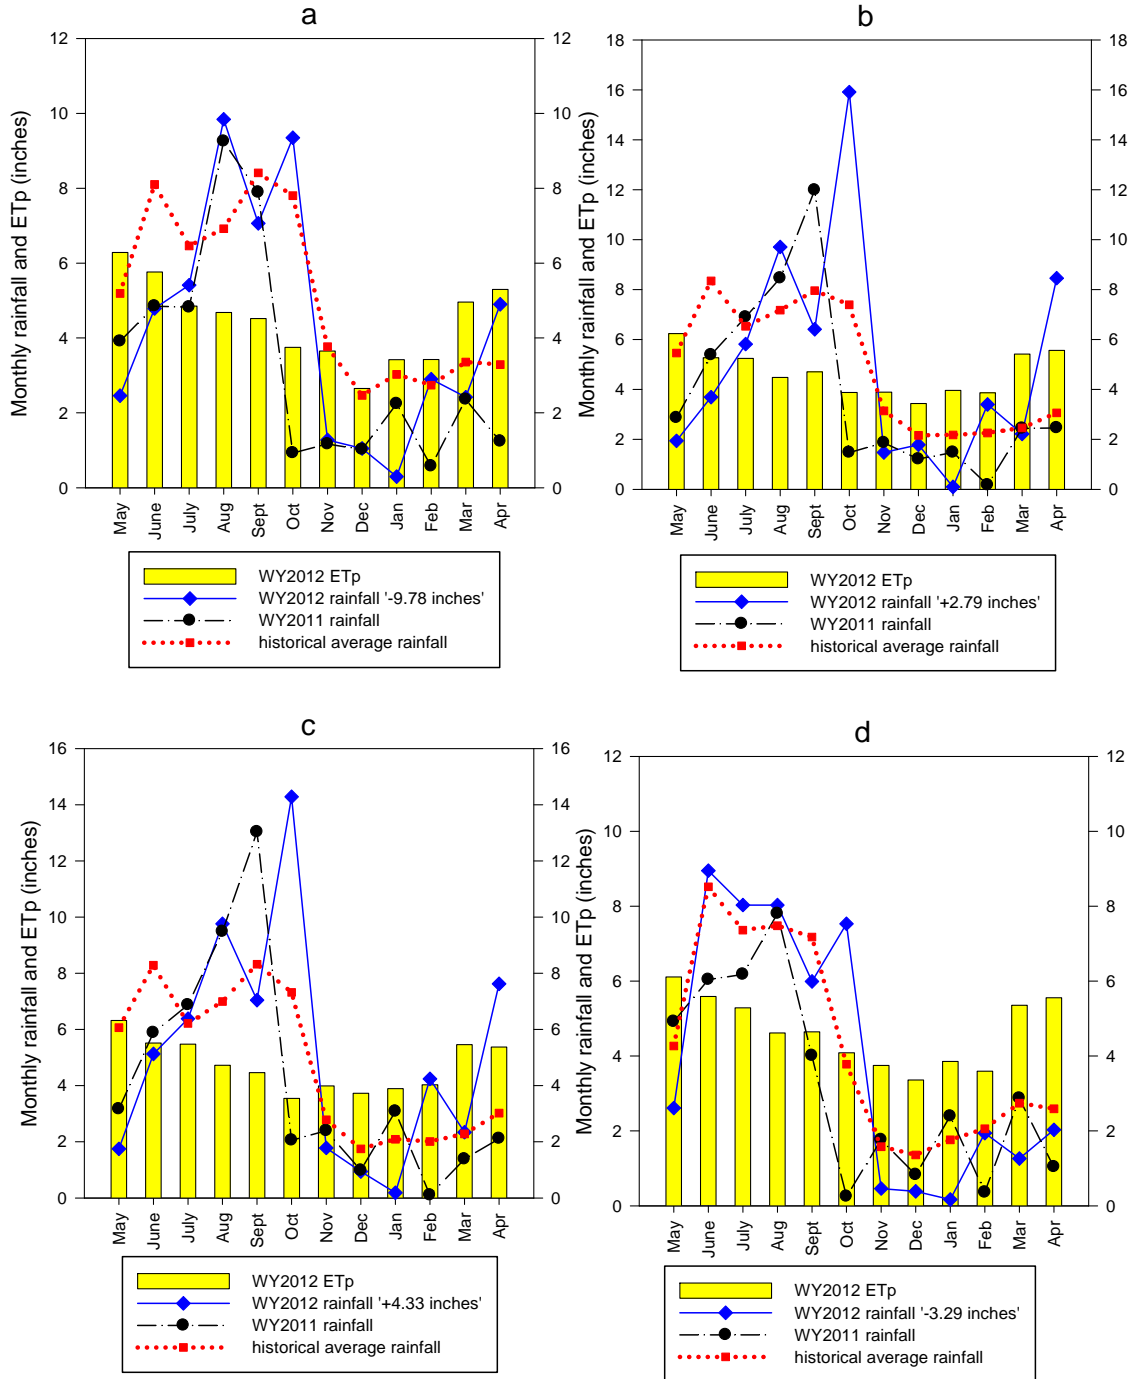 a
Monthly rainfall and ETp (inches)
12
10
8
6
4
2
0
12
10
8
6
4
2
0
May
June
July
Aug
Sept
Oct
Nov
Dec
Jan
Feb
Mar
Apr
WY2012 ETp
WY2012 rainfall '-9.78 inches'
WY2011 rainfall
historical average rainfall
b
Monthly rainfall and ETp (inches)
18
16
14
12
10
8
6
4
2
0
18
16
14
12
10
8
6
4
2
0
May
June
July
Aug
Sept
Oct
Nov
Dec
Jan
Feb
Mar
Apr
WY2012 ETp
WY2012 rainfall '+2.79 inches'
WY2011 rainfall
historical average rainfall
c
Monthly rainfall and ETp (inches)
16
14
12
10
8
6
4
2
0
16
14
12
10
8
6
4
2
0
May
June
July
Aug
Sept
Oct
Nov
Dec
Jan
Feb
Mar
Apr
WY2012 ETp
WY2012 rainfall '+4.33 inches'
WY2011 rainfall
historical average rainfall
d
Monthly rainfall and ETp (inches)
12
10
8
6
4
2
0
12
10
8
6
4
2
0
May
June
July
Aug
Sept
Oct
Nov
Dec
Jan
Feb
Mar
Apr
WY2012 ETp
WY2012 rainfall '-3.29 inches'
WY2011 rainfall
historical average rainfall